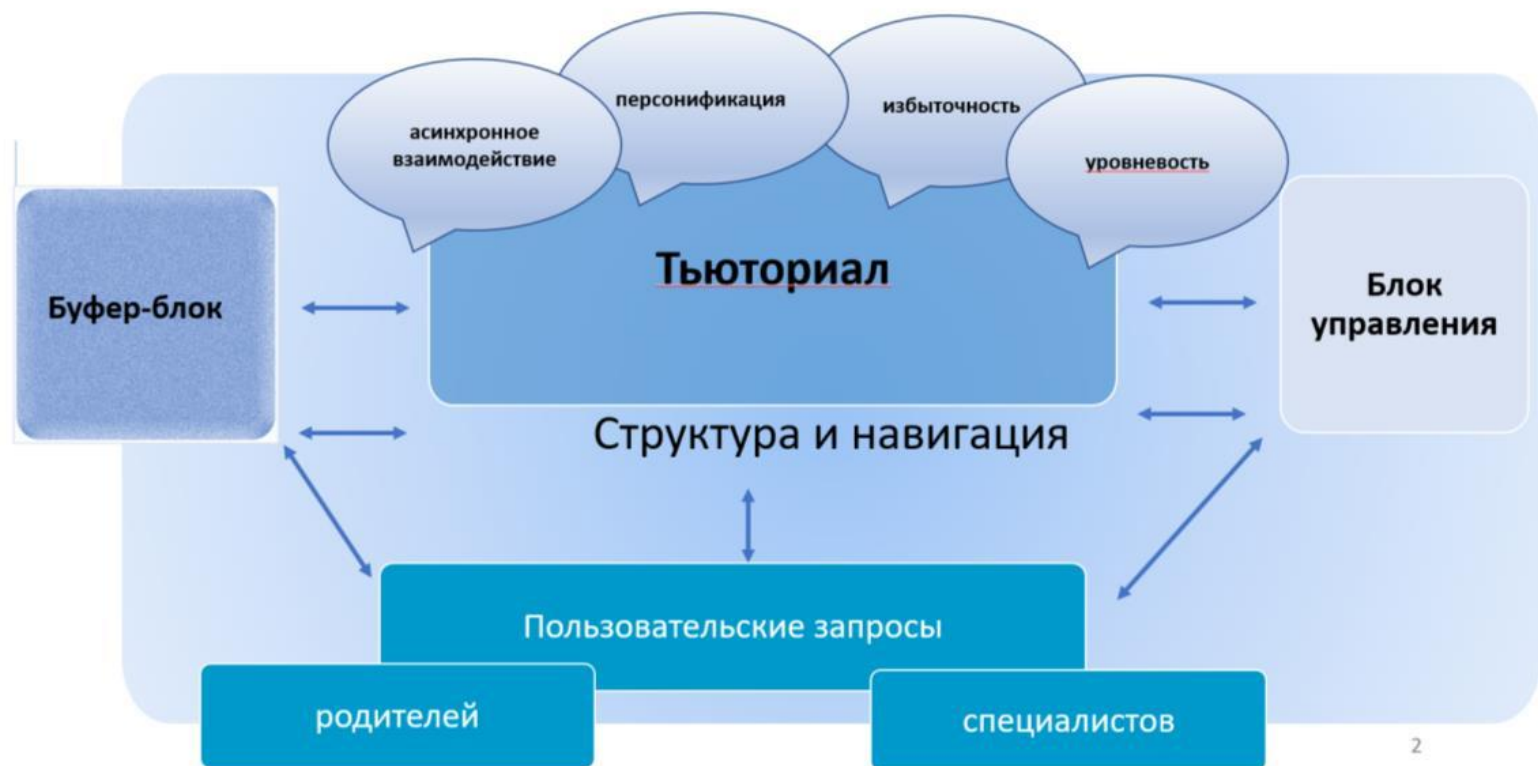 персонификация
избыточность
асинхронное
взаимодействие
уровневость
Тьюториал
Буфер-блок
Блок
управления
Структура и навигация
Пользовательские запросы
родителей
специалистов
2